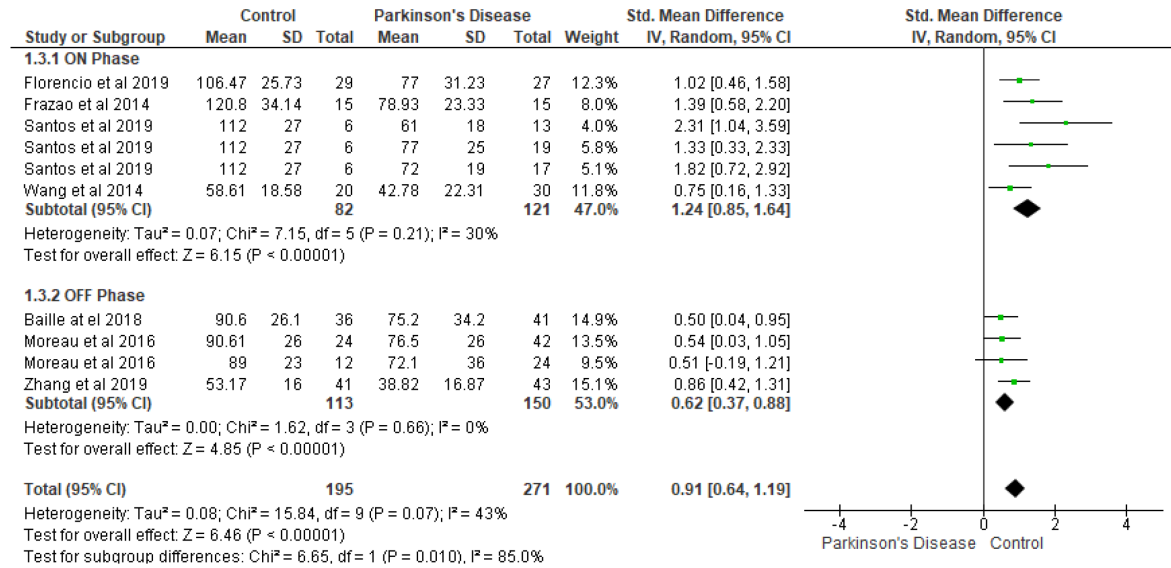 Control Parkinson's Disease Std. Mean Difference Std. Mean Difference
Study or Subgroup Mean SD Total Mean SD Total Weight IV, Random, 95% CI IV, Random, 95% CI
1.3.1 ON Phase
Florencio et al 2019 106.47 25.73 29 77 31.23 27 12.3% 1.02 [0.46, 1.58]
Frazao et al 2014 120.8 34.14 15 78.93 23.33 15 8.0% 1.39 [0.58, 2.20]
Santos et al 2019 112 27 6 61 18 13 4.0% 2.31 [1.04, 3.59]
Santos et al 2019 112 27 6 77 25 19 5.8% 1.33 [0.33, 2.33]
Santos et al 2019 112 27 6 72 19 17 5.1% 1.82 [0.72, 2.92]
Wang et al 2014 58.61 18.58 20 42.78 22.31 30 11.8% 0.75 [0.16, 1.33]
Subtotal (95% CI) 82 121 47.0% 1.24 [0.85, 1.64]
Heterogeneity: Tau² = 0.07; Chi² = 7.15, df = 5 (P = 0.21); I² = 30%
Test for overall effect: Z = 6.15 (P < 0.00001)
1.3.2 OFF Phase
Baille at el 2018 90.6 26.1 36 75.2 34.2 41 14.9% 0.50 [0.04, 0.95]
Moreau et al 2016 90.61 26 24 76.5 26 42 13.5% 0.54 [0.03, 1.05]
Moreau et al 2016 89 23 12 72.1 36 24 9.5% 0.51 [-0.19, 1.21]
Zhang et al 2019 53.17 16 41 38.82 16.87 43 15.1% 0.86 [0.42, 1.31]
Subtotal (95% CI) 113 150 53.0% 0.62 [0.37, 0.88]
Heterogeneity: Tau² = 0.00; Chi² = 1.62, df = 3 (P = 0.66); I² = 0%
Test for overall effect: Z = 4.85 (P < 0.00001)
Total (95% CI) 195 271 100.0% 0.91 [0.64, 1.19]
Heterogeneity: Tau² = 0.08; Chi² = 15.84, df = 9 (P = 0.07); I² = 43%
Test for overall effect: Z = 6.46 (P < 0.00001)
Test for subgroup differences: Chi² = 6.65, df = 1 (P = 0.010), I² = 85.0%
-4 -2 0 2 4
Parkinson's Disease Control